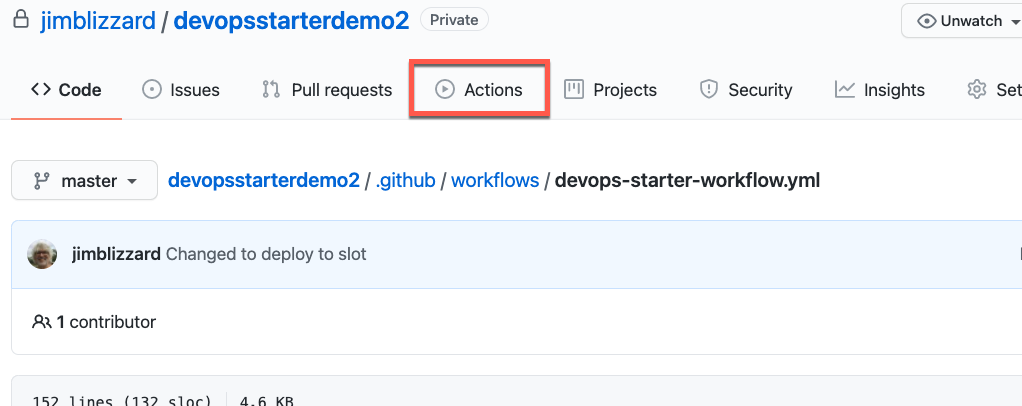 jimblizzard / devopsstarterdemo2 Private Unwatch
Code Issues Pull requests Actions Projects Security Insights Set
master devopsstarterdemo2 / .github / workflows / devops-starter-workflow.yml
jimblizzard Changed to deploy to slot
1 contributor
152 lines (132 sloc) 4.6 KB